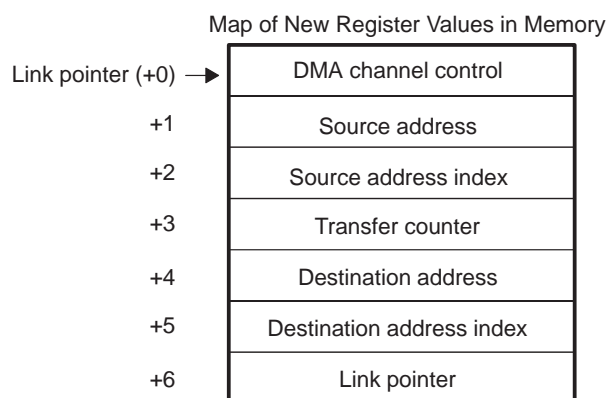 Map of New Register Values in Memory
Link pointer (+0) DMA channel control
+1 Source address
+2 Source address index
+3 Transfer counter
+4 Destination address
+5 Destination address index
+6 Link pointer